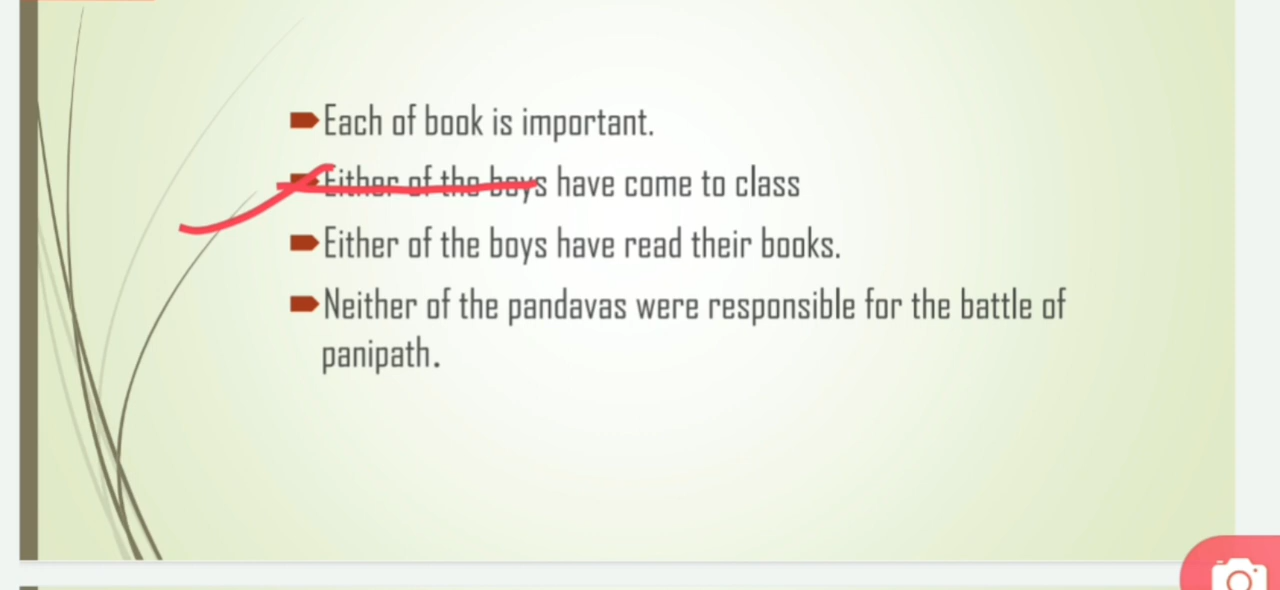 Each of book is important.
Either of the boys have come to class
Either of the boys have read their books.
Neither of the pandavas were responsible for the battle of
panipath.